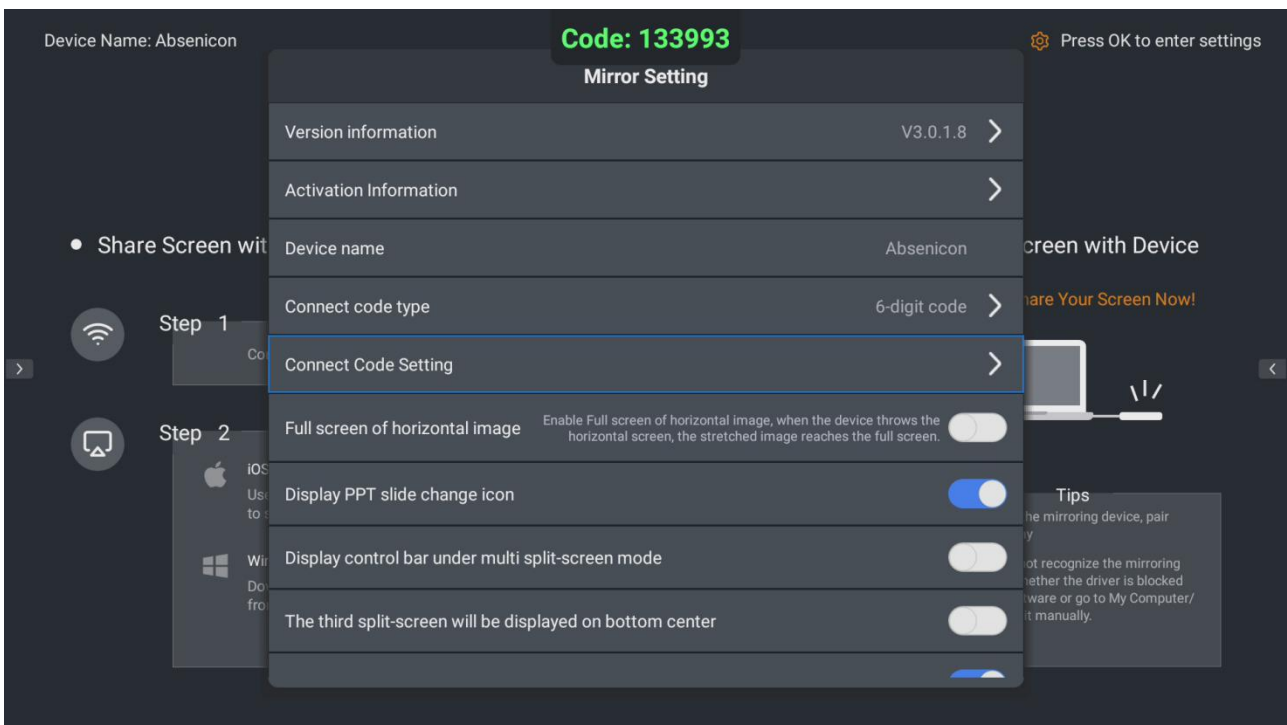 Device Name: Absenicon
Code: 133993
Press OK to enter settings
Mirror Setting
Version information V3.0.1.8
Activation Information
Device name Absenicon
Connect code type 6-digit code
Connect Code Setting
Full screen of horizontal image
Enable Full screen of horizontal image, when the device throws the
horizontal screen, the stretched image reaches the full screen.
Display PPT slide change icon
Display control bar under multi split-screen mode
The third split-screen will be displayed on bottom center
Share Screen wit
Step 1
Step 2
iOS
Use
to
creen with Device
hare Your Screen Now!
Tips
he mirroring device, pair
ot recognize the mirroring
hether the driver is blocked
tware or go to My Computer/
it manually.